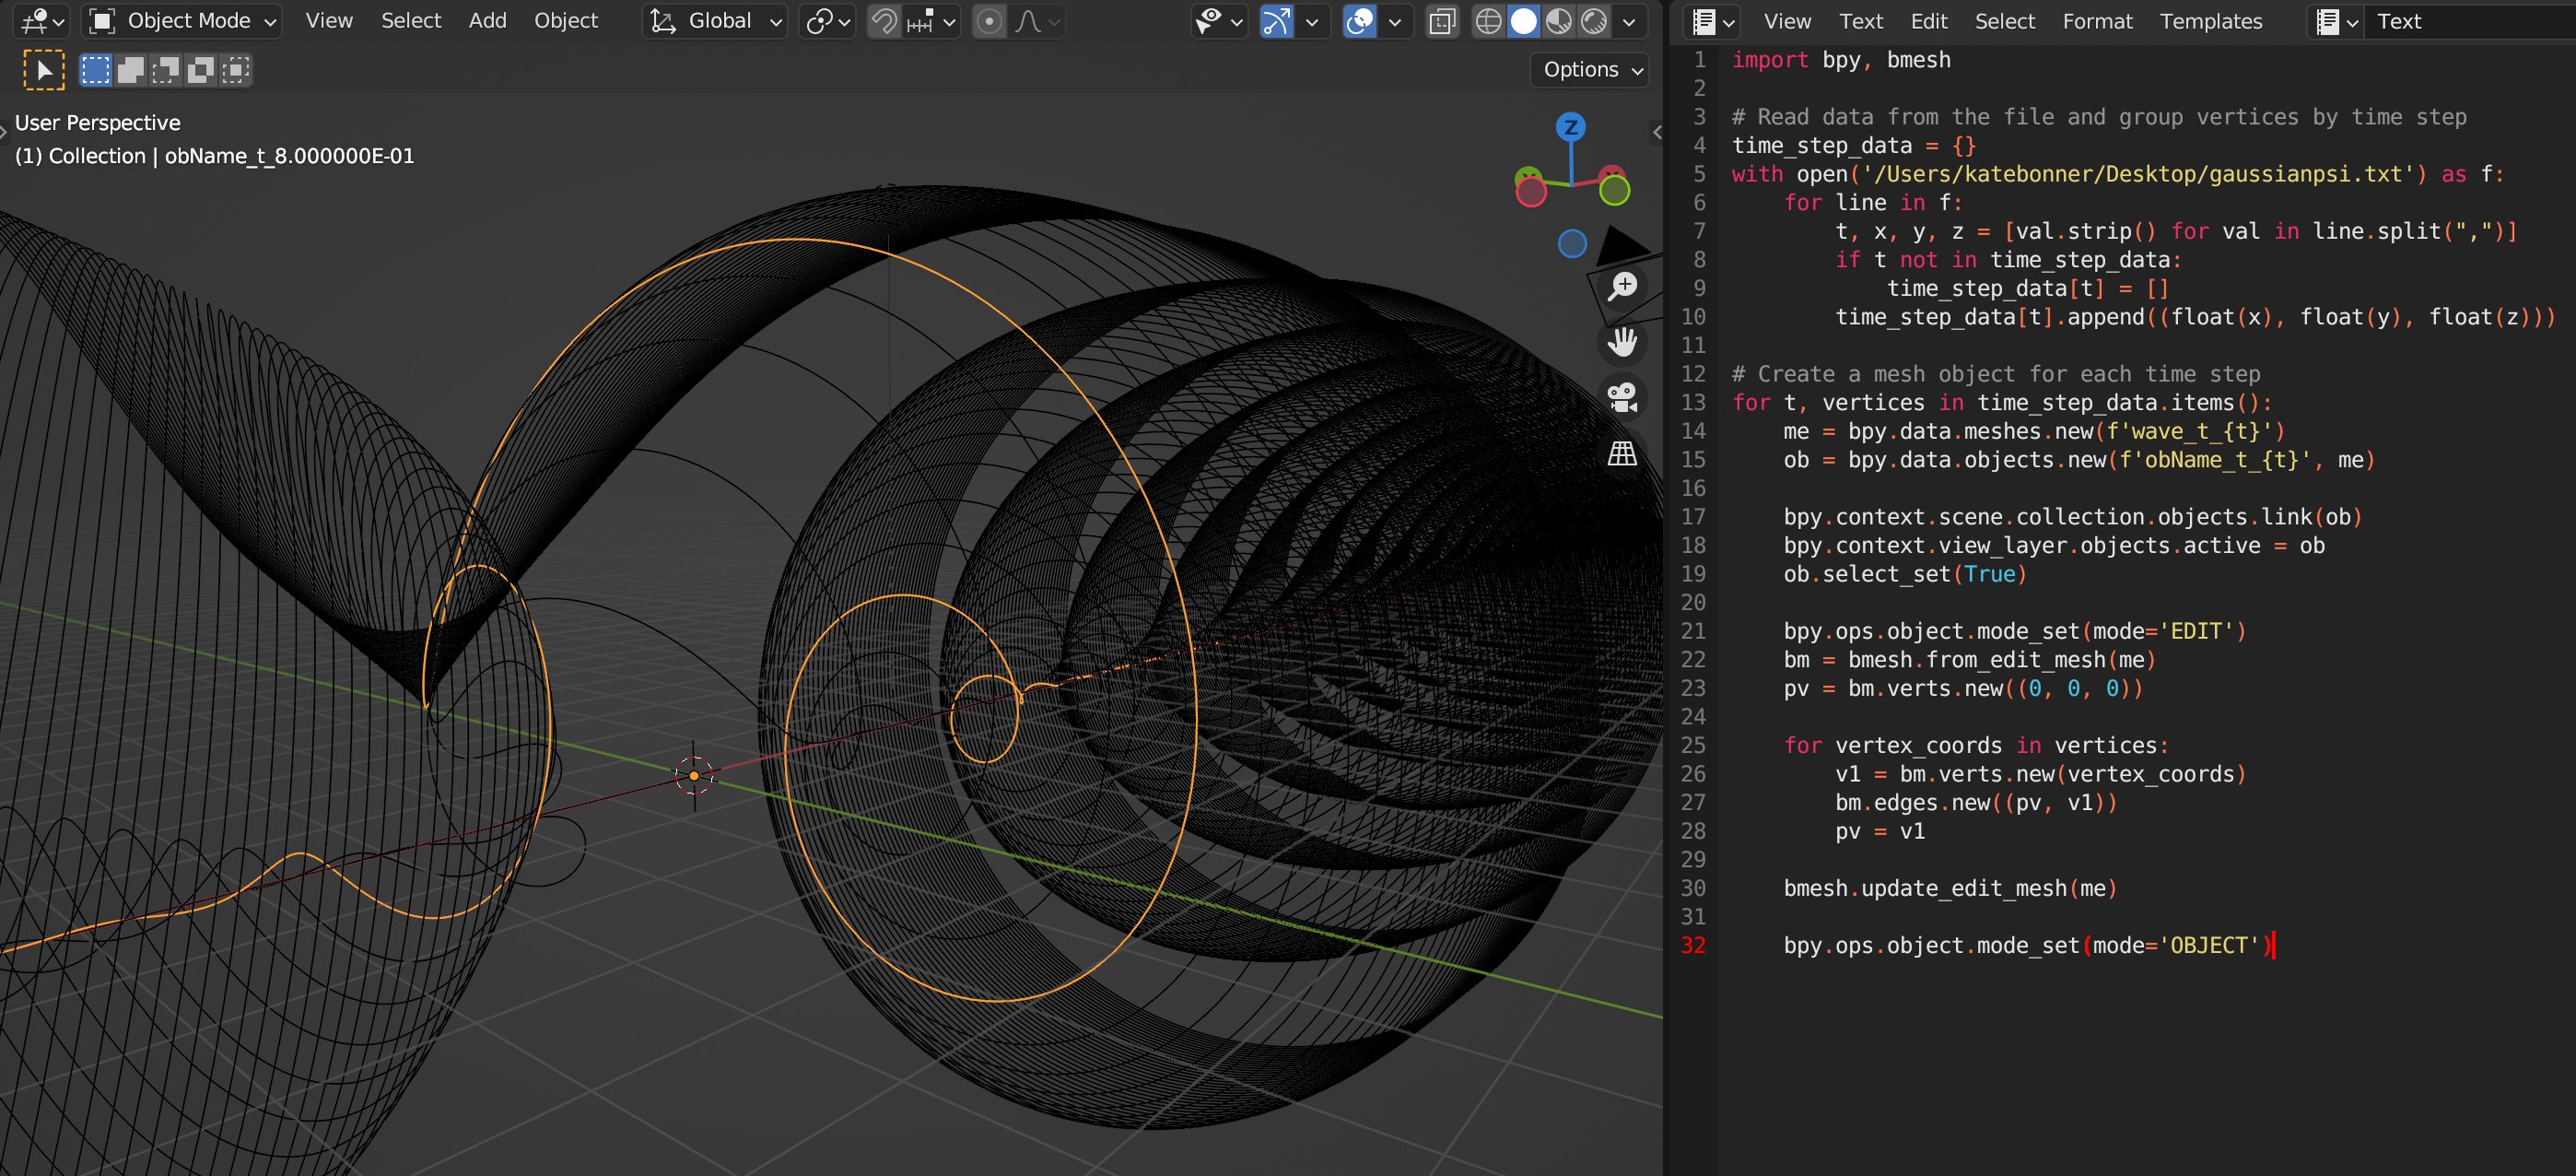 Object Mode View Select Add Object Global
Options
User Perspective
(1) Collection | obName_t_8.000000E-01
Z
View Text Edit Select Format Templates Text
1 import bpy, bmesh
2
3 # Read data from the file and group vertices by time step
4 time_step_data = {}
5 with open('/Users/katebonner/Desktop/gaussianpsi.txt') as f:
6     for line in f:
7         t, x, y, z = [val.strip() for val in line.split(",")]
8         if t not in time_step_data:
9             time_step_data[t] = []
10         time_step_data[t].append((float(x), float(y), float(z)))
11
12 # Create a mesh object for each time step
13 for t, vertices in time_step_data.items():
14     me = bpy.data.meshes.new(f'wave_t_{t}')
15     ob = bpy.data.objects.new(f'obName_t_{t}', me)
16
17     bpy.context.scene.collection.objects.link(ob)
18     bpy.context.view_layer.objects.active = ob
19     ob.select_set(True)
20
21     bpy.ops.object.mode_set(mode='EDIT')
22     bm = bmesh.from_edit_mesh(me)
23     pv = bm.verts.new((0, 0, 0))
24
25     for vertex_coords in vertices:
26         v1 = bm.verts.new(vertex_coords)
27         bm.edges.new((pv, v1))
28         pv = v1
29
30     bmesh.update_edit_mesh(me)
31
32     bpy.ops.object.mode_set(mode='OBJECT')